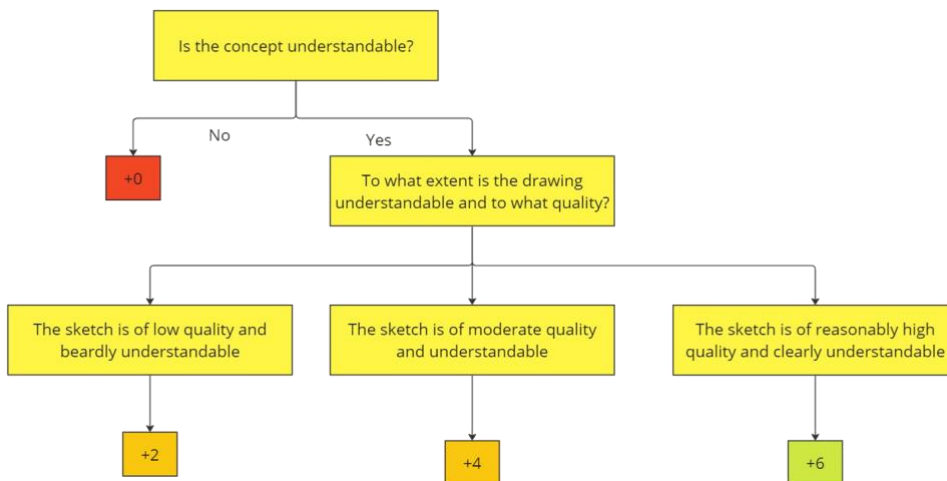 Is the concept understandable?
No
Yes
+0
To what extent is the drawing
understandable and to what quality?
The sketch is of low quality and
beardly understandable
The sketch is of moderate quality
and understandable
The sketch is of reasonably high
quality and clearly understandable
+2
+4
+6